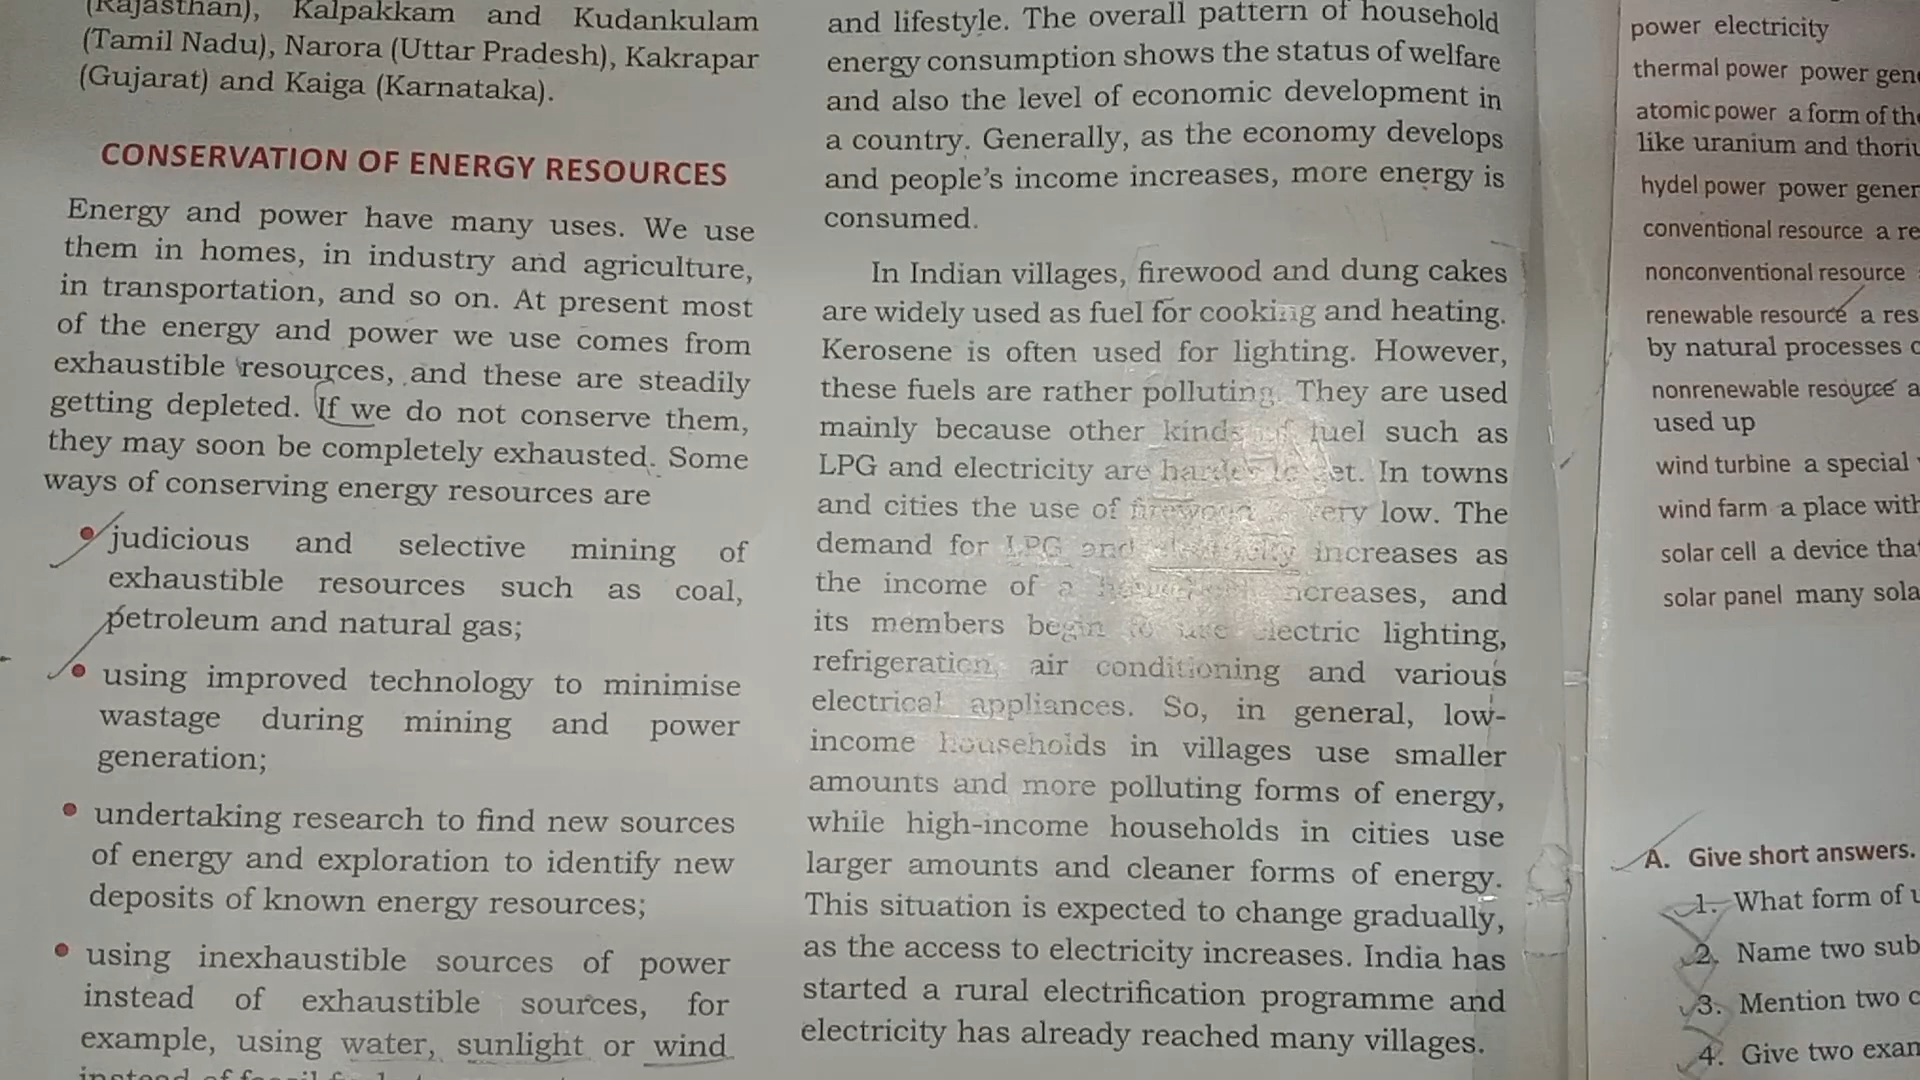 (Rajasthan), Kalpakkam and Kudankulam
(Tamil Nadu), Narora (Uttar Pradesh), Kakrapar
(Gujarat) and Kaiga (Karnataka).
CONSERVATION OF ENERGY RESOURCES
Energy and power have many uses. We use
them in homes, in industry and agriculture,
in transportation, and so on. At present most
of the energy and power we use comes from
exhaustible resources, and these are steadily
getting depleted. If we do not conserve them,
they may soon be completely exhausted. Some
ways of conserving energy resources are
• judicious and selective mining of
exhaustible resources such as coal,
petroleum and natural gas;
• using improved technology to minimise
wastage during mining and power
generation;
• undertaking research to find new sources
of energy and exploration to identify new
deposits of known energy resources;
• using inexhaustible sources of power
instead of exhaustible sources, for
example, using water, sunlight or wind
instead of
and lifestyle. The overall pattern of household
energy consumption shows the status of welfare
and also the level of economic development in
a country. Generally, as the economy develops
and people's income increases, more energy is
consumed.
In Indian villages, firewood and dung cakes
are widely used as fuel for cooking and heating.
Kerosene is often used for lighting. However,
these fuels are rather polluting. They are used
mainly because other kinds of fuel such as
LPG and electricity are harder to get. In towns
and cities the use of firewood is very low. The
demand for LPG and electricity increases as
the income of a household increases, and
its members begin to use electric lighting,
refrigeration, air conditioning and various
electrical appliances. So, in general, low-
income households in villages use smaller
amounts and more polluting forms of energy,
while high-income households in cities use
larger amounts and cleaner forms of energy.
This situation is expected to change gradually,
as the access to electricity increases. India has
started a rural electrification programme and
electricity has already reached many villages.
power electricity
thermal power power gen
atomic power a form of th
like uranium and thoriu
hydel power power gener
conventional resource a re
nonconventional resource
renewable resource a res
by natural processes
nonrenewable resource a
used up
wind turbine a special
wind farm a place with
solar cell a device tha
solar panel many sola
A. Give short answers.
1. What form of
2. Name two sub
3. Mention two
4. Give two exam